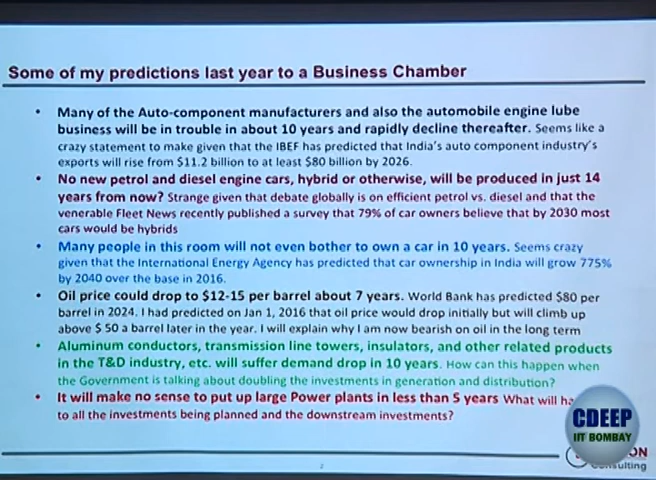 Some of my predictions last year to a Business Chamber
• Many of the Auto-component manufacturers and also the automobile engine lube
business will be in trouble in about 10 years and rapidly decline thereafter. Seems like a
crazy statement to make given that the IBEF has predicted that India's auto component industry's
exports will rise from $11.2 billion to at least $80 billion by 2026.
• No new petrol and diesel engine cars, hybrid or otherwise, will be produced in just 14
years from now? Strange given that debate globally is on efficient petrol vs. diesel and that the
venerable Fleet News recently published a survey that 79% of car owners believe that by 2030 most
cars would be hybrids
• Many people in this room will not even bother to own a car in 10 years. Seems crazy
given that the International Energy Agency has predicted that car ownership in India will grow 775%
by 2040 over the base in 2016.
• Oil price could drop to $12-15 per barrel about 7 years. World Bank has predicted $80 per
barrel in 2024. I had predicted on Jan 1, 2016 that oil price would drop initially but will climb up
above $ 50 a barrel later in the year. I will explain why I am now bearish on oil in the long term
• Aluminum conductors, transmission line towers, insulators, and other related products
in the T&D industry, etc. will suffer demand drop in 10 years. How can this happen when
the Government is talking about doubling the investments in generation and distribution?
• It will make no sense to put up large Power plants in less than 5 years What will
to all the investments being planned and the downstream investments?
CDEEP
IIT BOMBAY
2